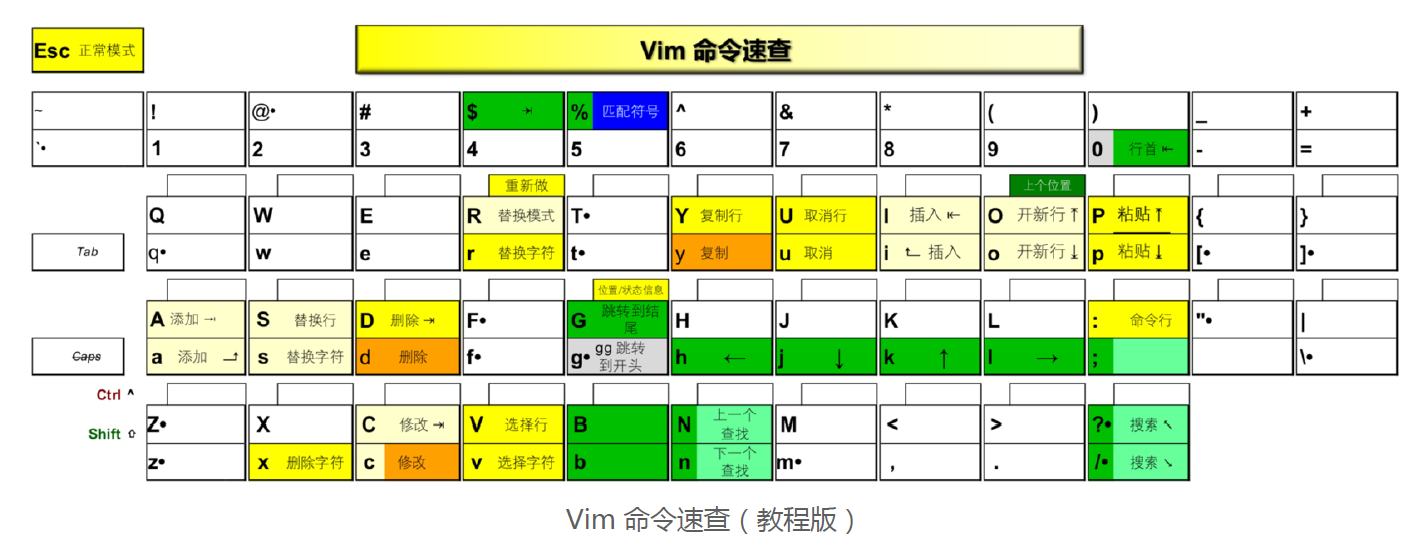 Esc 正常模式
Vim 命令速查
~ ! @• # $ ⇥ % 匹配符号 ^ & * ( ) _ +
`• 1 2 3 4 5 6 7 8 9 0 行首 ⇤ - =
重新做 上个位置
Q W E R 替换模式 T• Y 复制行 U 取消行 I 插入 ⇤ O 开新行 ⤒ P 粘贴 ⤒ { }
Tab q• w e r 替换字符 t• y 复制 u 取消 i 插入 o 开新行 ⤓ p 粘贴 ⤓ [• ]•
位置/状态信息
A 添加 ⇥ S 替换行 D 删除 ⇥ F• G 跳转到结尾 H J K L : 命令行 "• |
Caps a 添加 s 替换字符 d 删除 f• g• gg 跳转到开头 h ← j ↓ k ↑ l → ; \•
Ctrl ^
Shift ⇧ Z• X C 修改 ⇥ V 选择行 B N 上一个查找 M < > ?• 搜索 ↖
z• x 删除字符 c 修改 v 选择字符 b n 下一个查找 m• , . /• 搜索 ↘
Vim 命令速查（教程版）